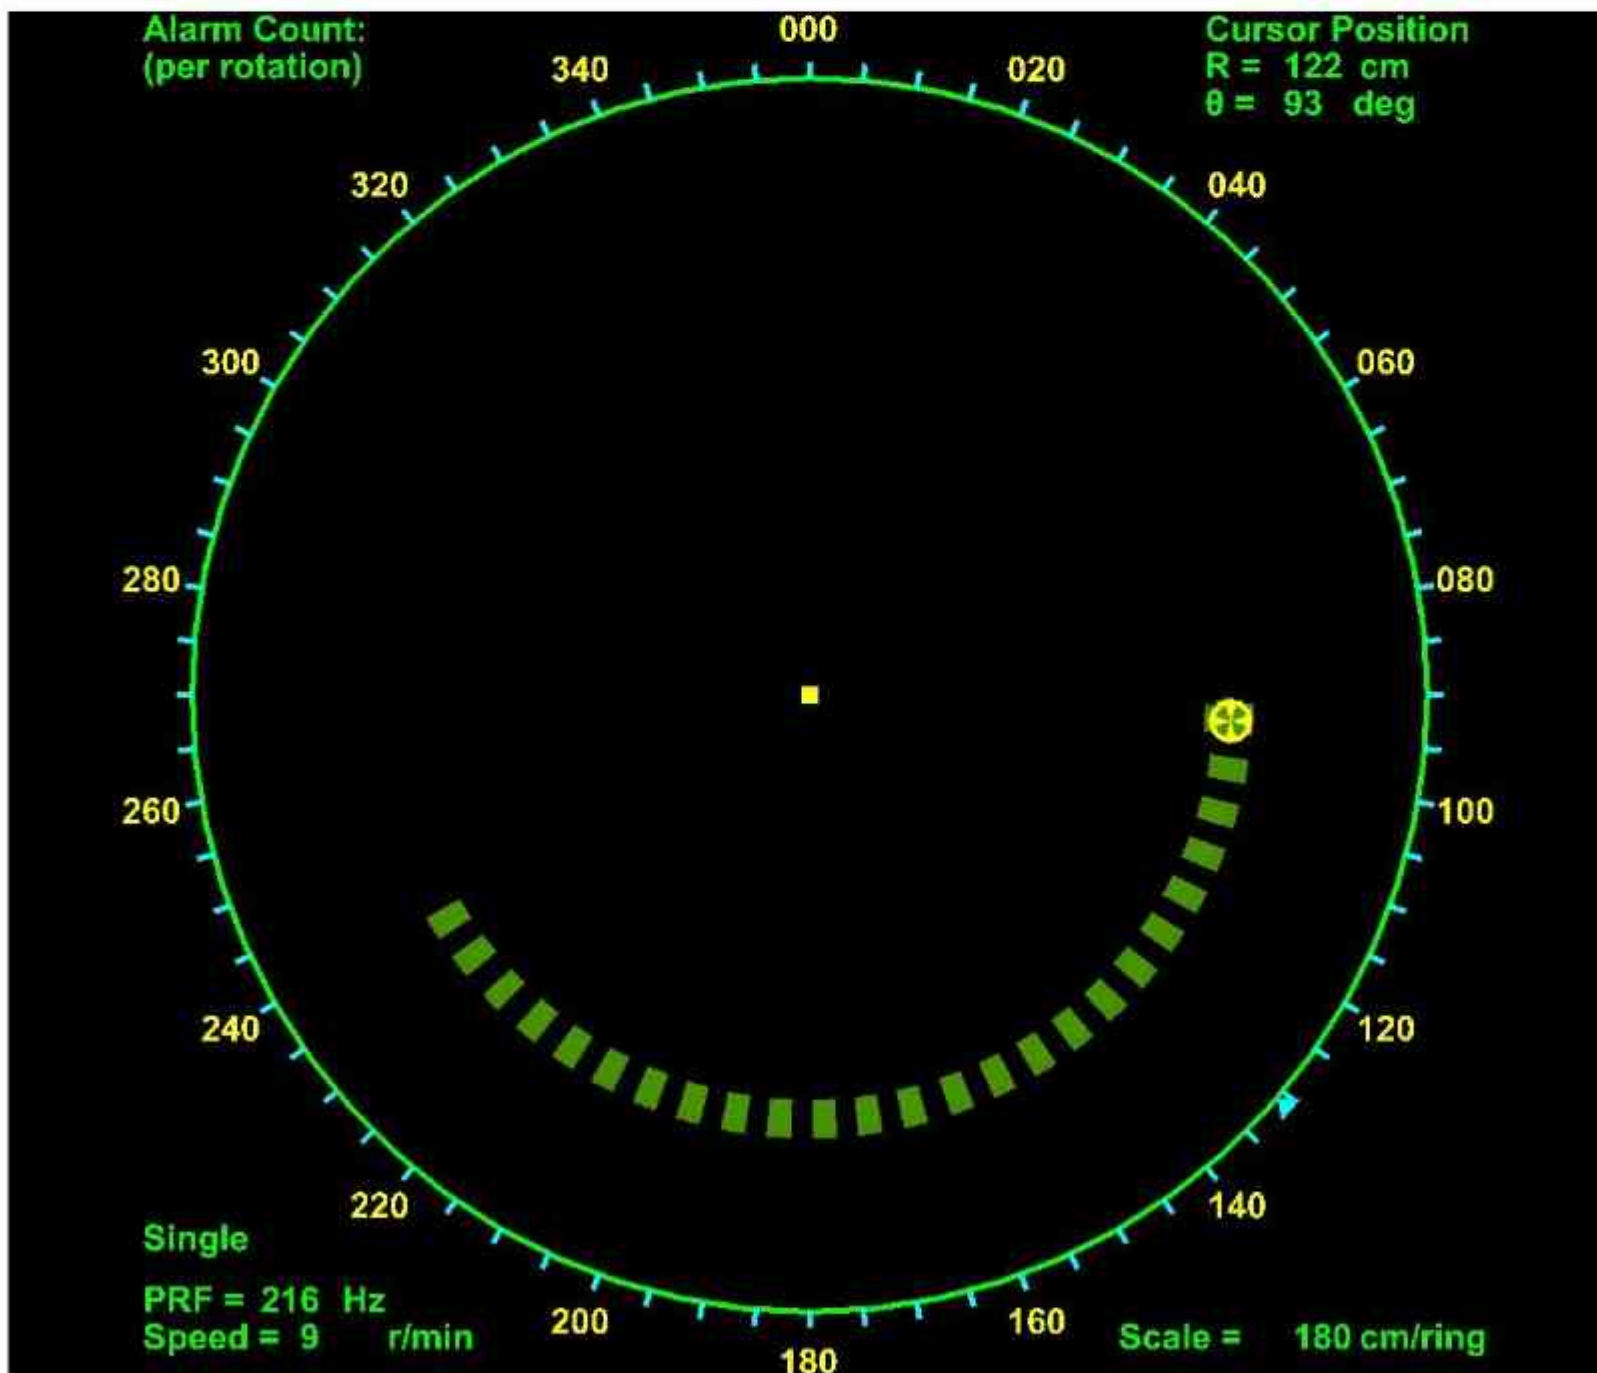 Alarm Count:
(per rotation)
000
Cursor Position
R = 122 cm
θ = 93 deg
340
020
320
040
300
060
280
080
260
100
240
120
220
140
200
160
180
Single
PRF = 216 Hz
Speed = 9 r/min
Scale = 180 cm/ring